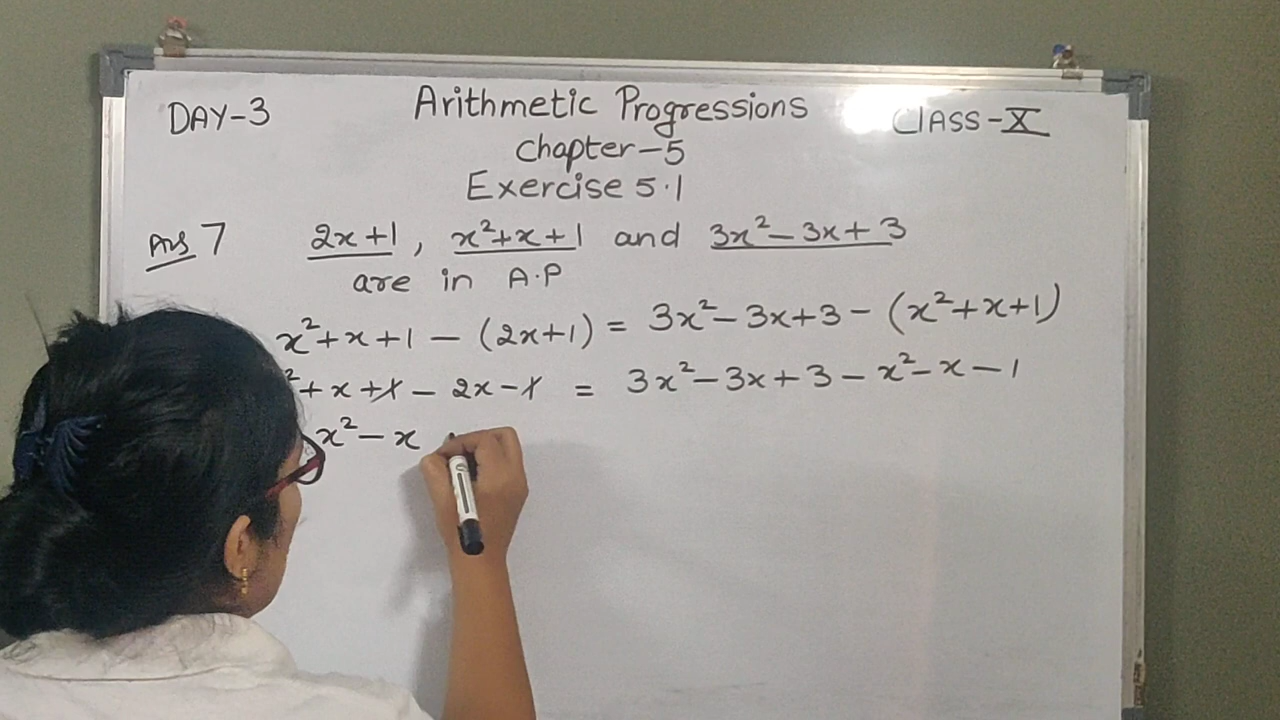 DAY-3 Arithmetic Progressions CLASS-X
Chapter-5
Exercise 5.1
Ans 7 2x+1, x²+x+1 and 3x²-3x+3
are in A.P
x²+x+1 - (2x+1) = 3x²-3x+3 - (x²+x+1)
²+x+1 - 2x-1 = 3x²-3x+3-x²-x-1
x²-x